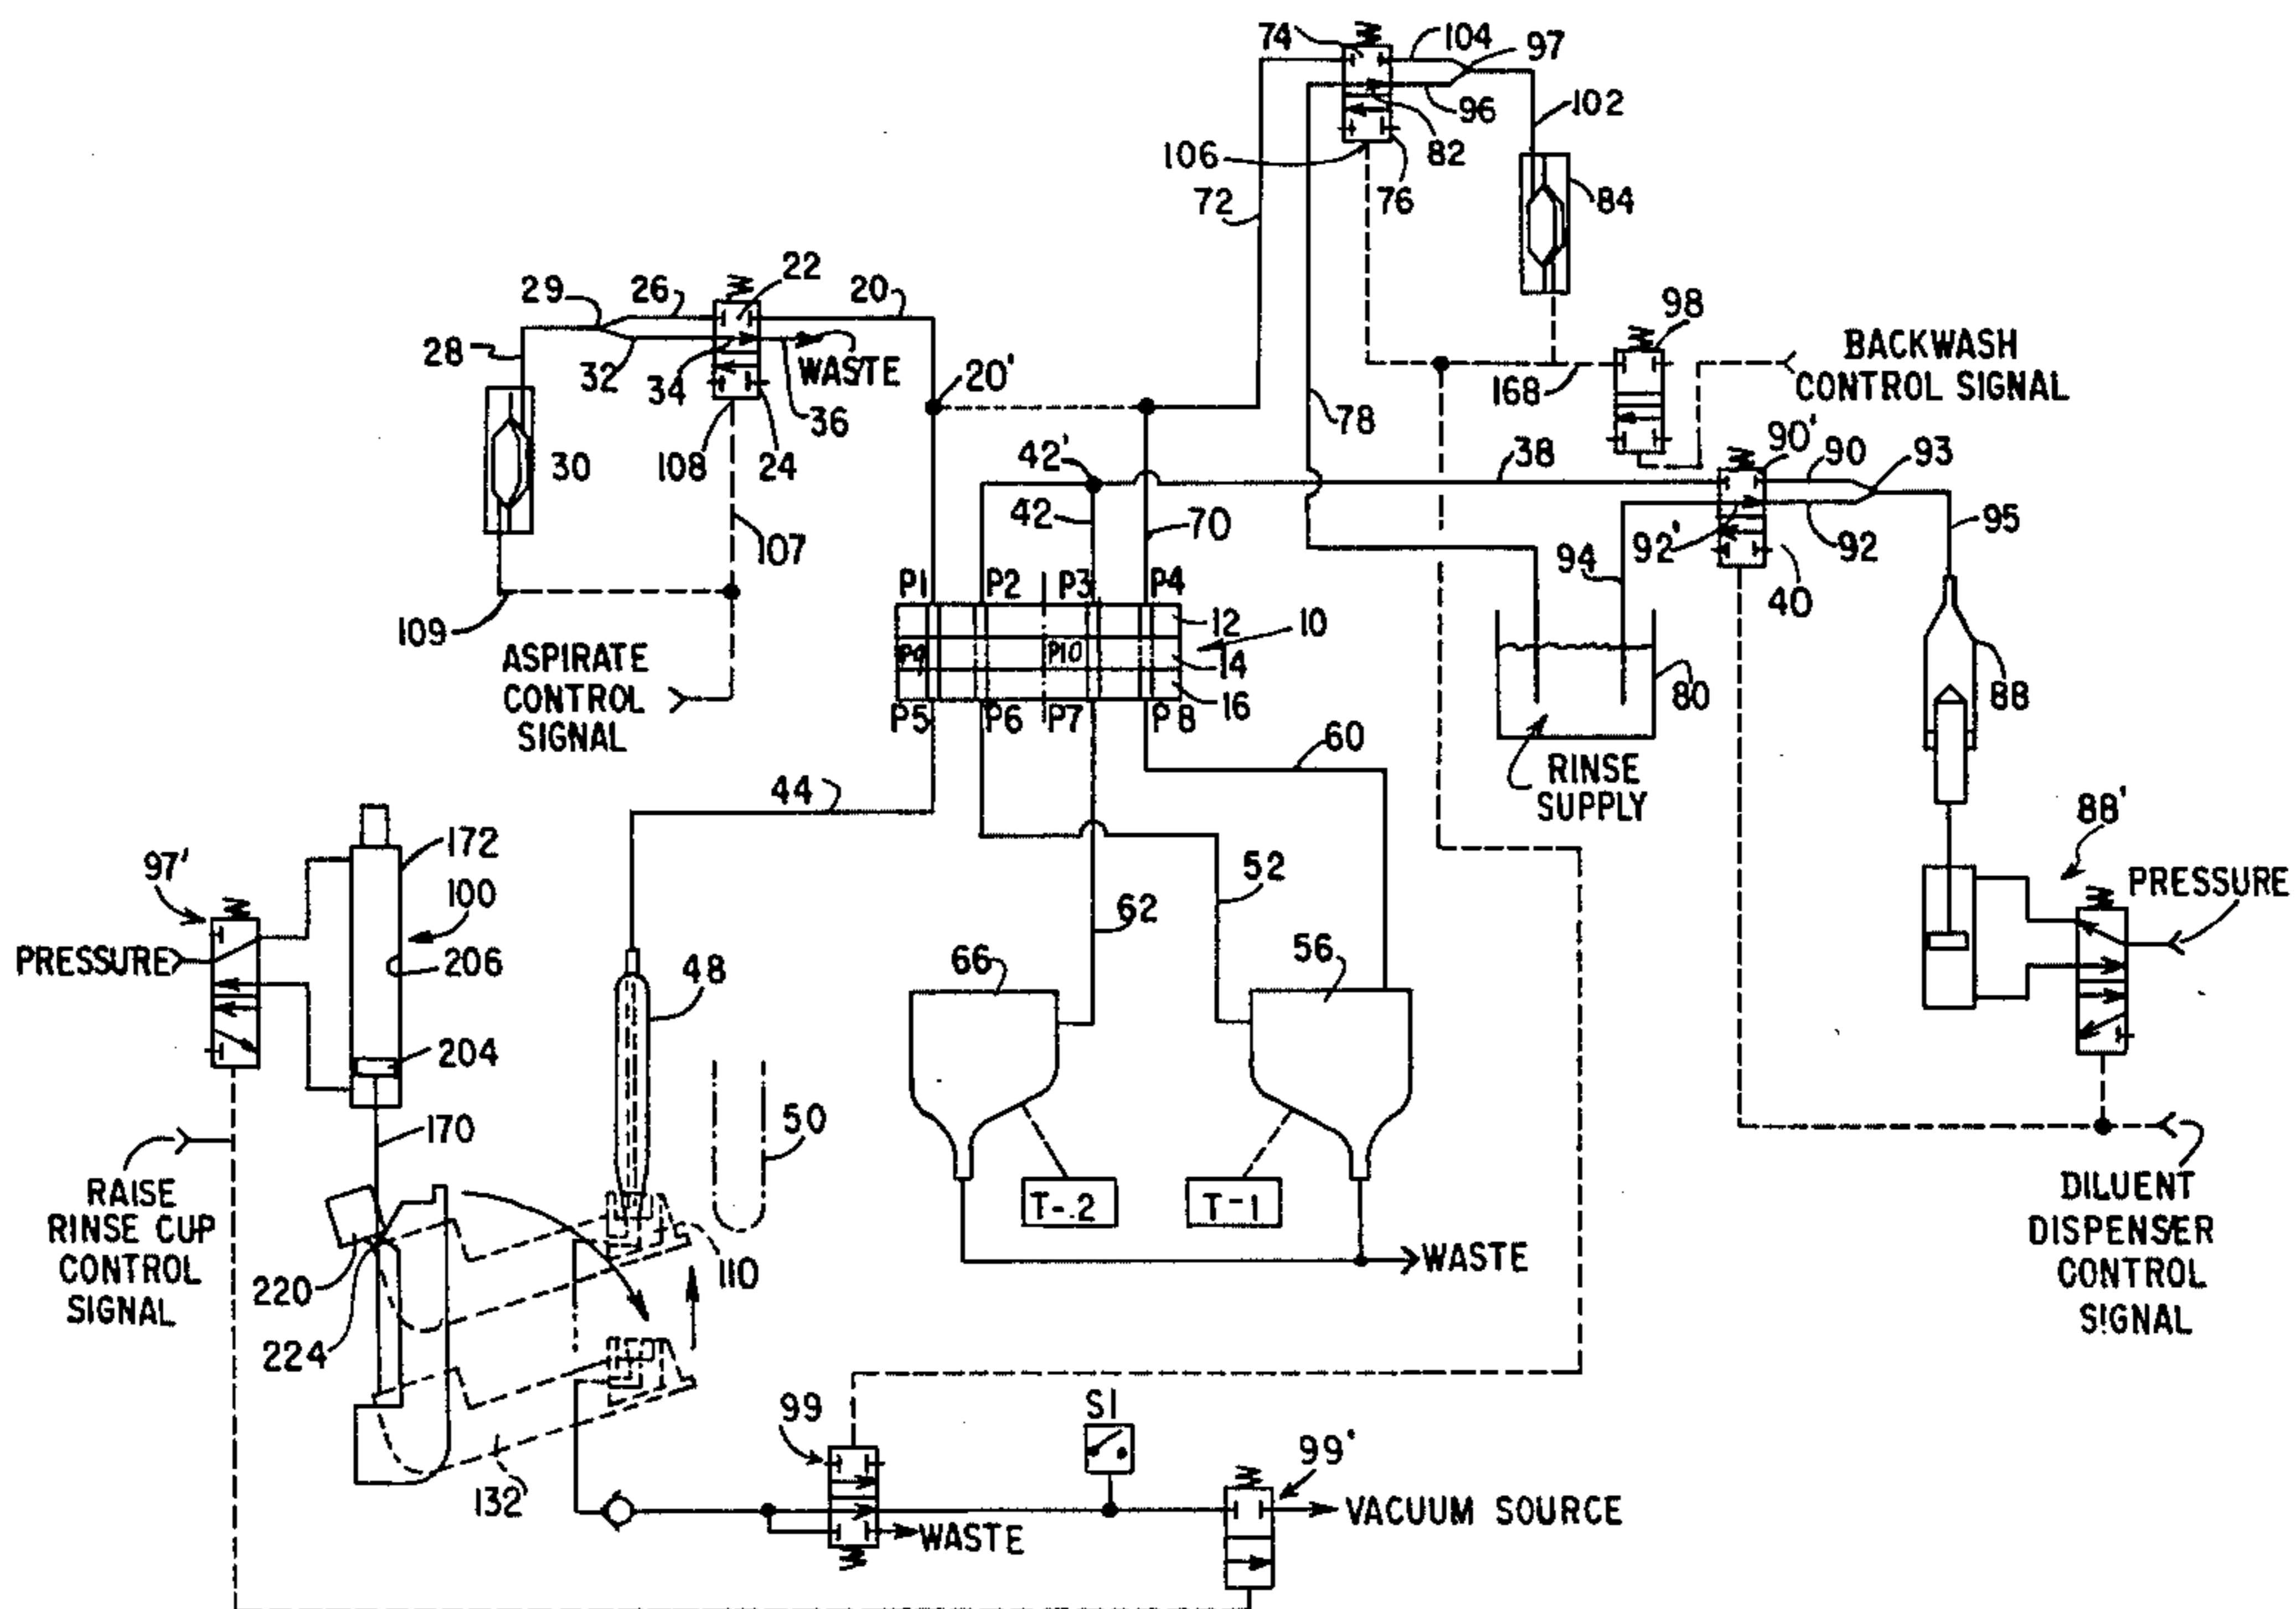 74
104
97
96
102
106
82
76
84
72
22
29
26
20
28
32
34
WASTE
36
20'
98
BACKWASH
CONTROL SIGNAL
168
78
30
108
24
42'
38
90'
90
93
42
70
107
92'
92
95
94
40
P1
P2
P3
P4
12
10
P9
P10
14
16
P5
P6
P7
P8
109
ASPIRATE
CONTROL
SIGNAL
80
88
RINSE
SUPPLY
60
44
88'
172
97'
100
52
62
PRESSURE
PRESSURE
206
48
66
56
204
170
50
RAISE
RINSE CUP
CONTROL
SIGNAL
T-2
T-1
DILUENT
DISPENSER
CONTROL
SIGNAL
WASTE
110
220
224
99
S1
99'
132
VACUUM SOURCE
WASTE